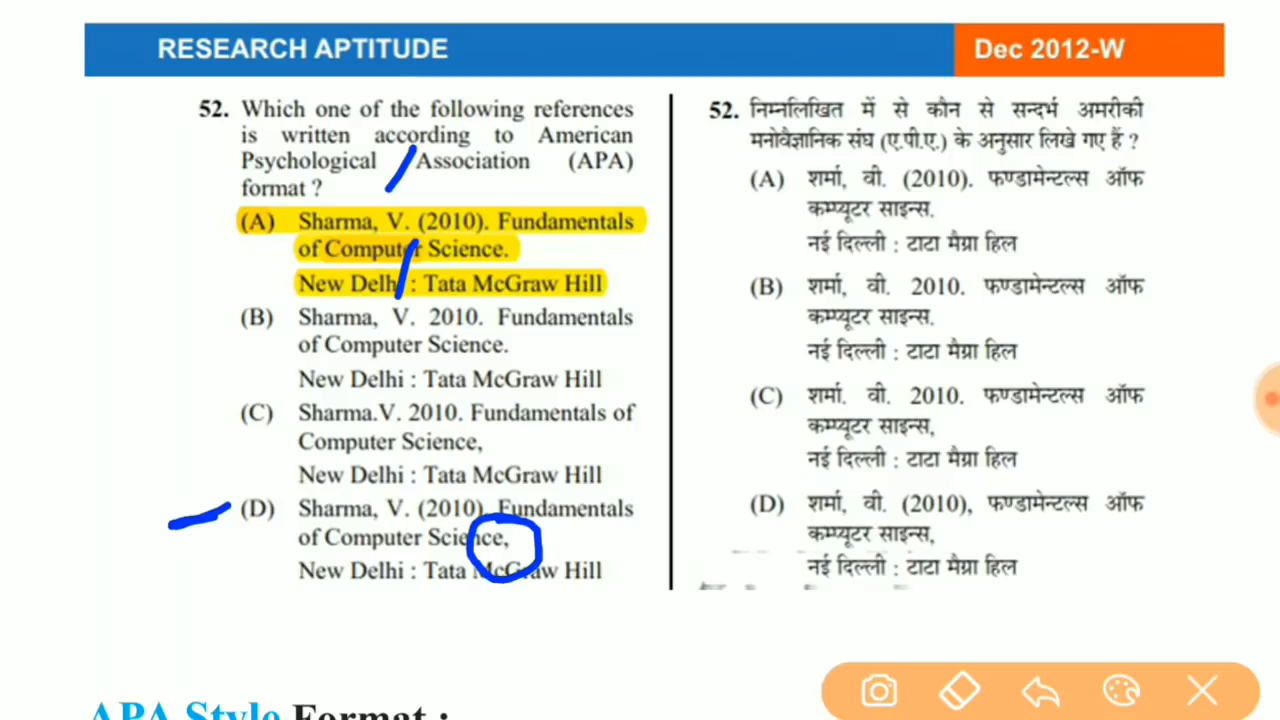 RESEARCH APTITUDE
Dec 2012-W
52. Which one of the following references
is written according to American
Psychological Association (APA)
format ?
(A) Sharma, V. (2010). Fundamentals
of Computer Science.
New Delhi : Tata McGraw Hill
(B) Sharma, V. 2010. Fundamentals
of Computer Science.
New Delhi : Tata McGraw Hill
(C) Sharma.V. 2010. Fundamentals of
Computer Science,
New Delhi : Tata McGraw Hill
(D) Sharma, V. (2010), Fundamentals
of Computer Science,
New Delhi : Tata McGraw Hill
52. निम्नलिखित में से कौन से सन्दर्भ अमरीकी
मनोवैज्ञानिक संघ (ए.पी.ए.) के अनुसार लिखे गए हैं ?
(A) शर्मा, वी. (2010). फण्डामेन्टल्स ऑफ
कम्प्यूटर साइन्स.
नई दिल्ली : टाटा मैग्रा हिल
(B) शर्मा, वी. 2010. फण्डामेन्टल्स ऑफ
कम्प्यूटर साइन्स.
नई दिल्ली : टाटा मैग्रा हिल
(C) शर्मा. वी. 2010. फण्डामेन्टल्स ऑफ
कम्प्यूटर साइन्स,
नई दिल्ली : टाटा मैग्रा हिल
(D) शर्मा, वी. (2010), फण्डामेन्टल्स ऑफ
कम्प्यूटर साइन्स,
नई दिल्ली : टाटा मैग्रा हिल
APA Style Format :